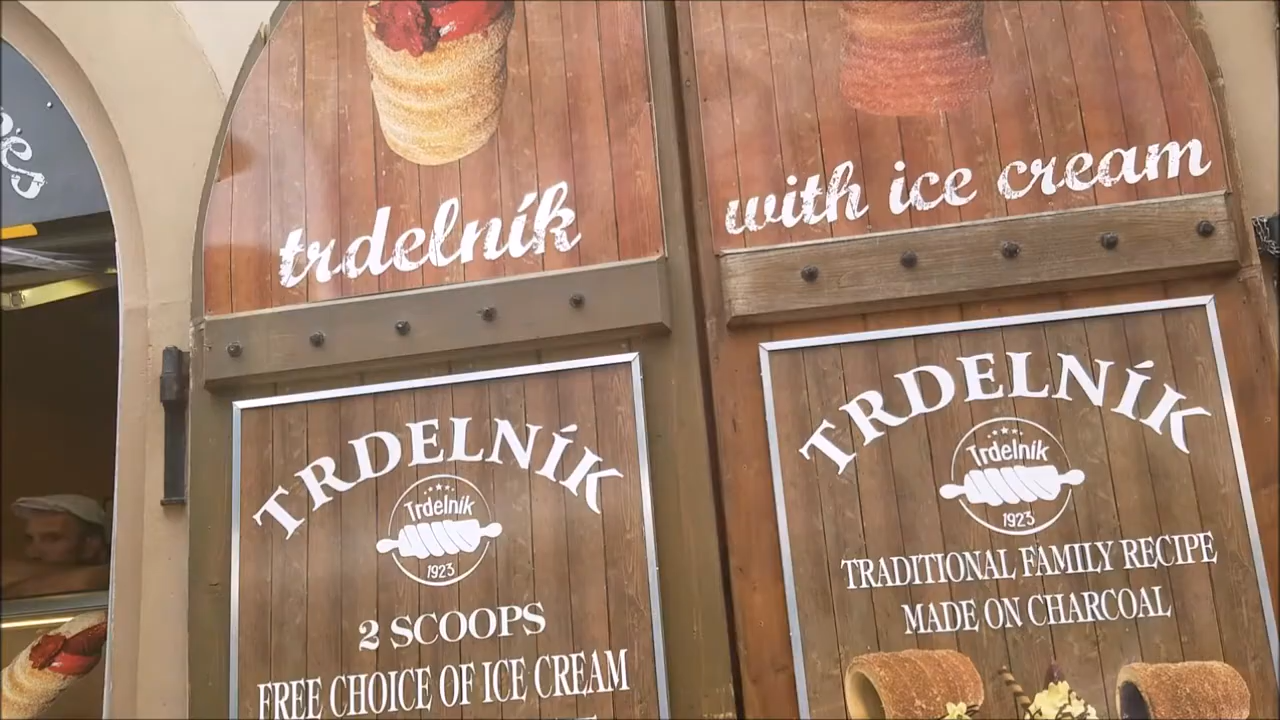 trdelník
with ice cream
TRDELNÍK
Trdelník
1923
2 SCOOPS
FREE CHOICE OF ICE CREAM
TRDELNÍK
Trdelník
1923
TRADITIONAL FAMILY RECIPE
MADE ON CHARCOAL